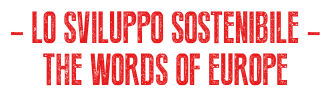 – LO SVILUPPO SOSTENIBILE –
THE WORDS OF EUROPE